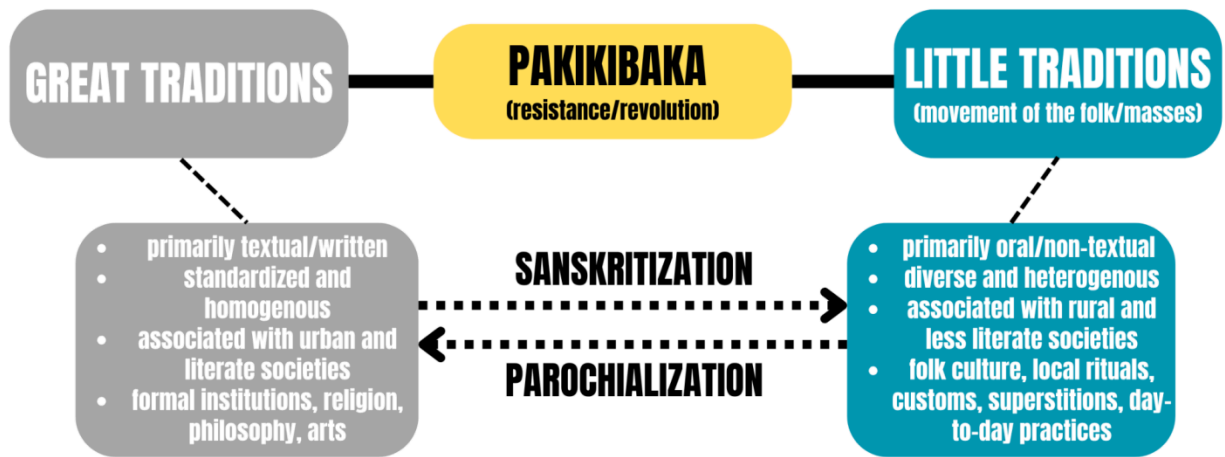 GREAT TRADITIONS
PAKIKIBAKA
(resistance/revolution)
LITTLE TRADITIONS
(movement of the folk/masses)
• primarily textual/written
• standardized and
homogenous
• associated with urban and
literate societies
• formal institutions, religion,
philosophy, arts
SANSKRITIZATION
PAROCHIALIZATION
• primarily oral/non-textual
• diverse and heterogenous
• associated with rural and
less literate societies
• folk culture, local rituals,
customs, superstitions, day-
to-day practices